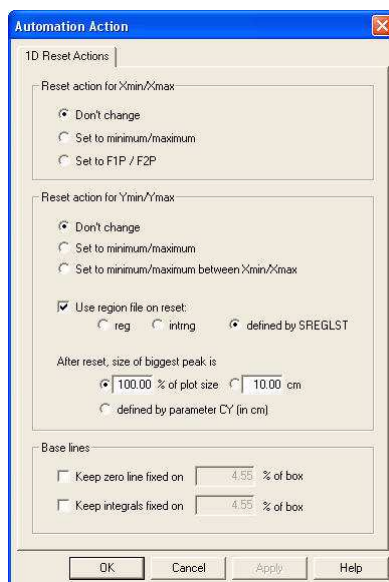 Automation Action
1D Reset Actions
Reset action for Xmin/Xmax
Don't change
Set to minimum/maximum
Set to F1P / F2P
Reset action for Ymin/Ymax
Don't change
Set to minimum/maximum
Set to minimum/maximum between Xmin/Xmax
Use region file on reset:
reg intrng defined by SREGLST
After reset, size of biggest peak is
100.00 % of plot size 10.00 cm
defined by parameter CY (in cm)
Base lines
Keep zero line fixed on 4.55 % of box
Keep integrals fixed on 4.55 % of box
OK Cancel Apply Help